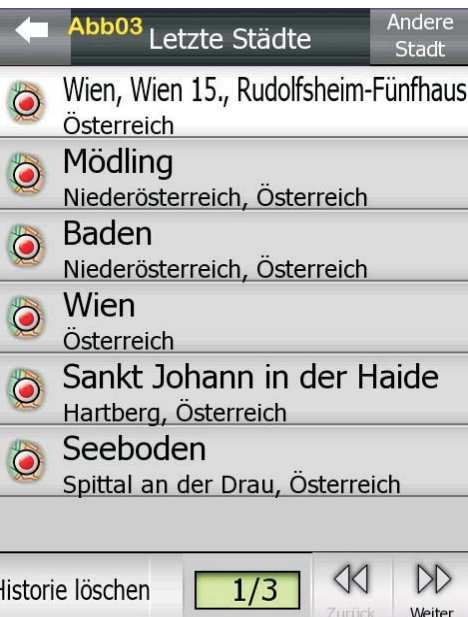 Abb03 Letzte Städte
Andere
Stadt
Wien, Wien 15., Rudolfsheim-Fünfhaus
Österreich
Mödling
Niederösterreich, Österreich
Baden
Niederösterreich, Österreich
Wien
Österreich
Sankt Johann in der Haide
Hartberg, Österreich
Seeboden
Spittal an der Drau, Österreich
Historie löschen
1/3
Zurück
Weiter